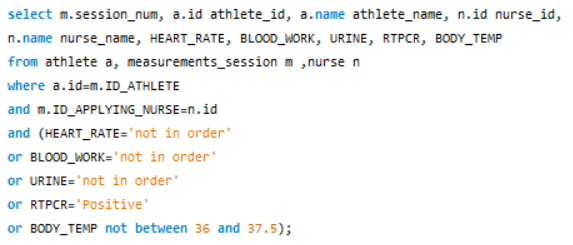 select m.session_num, a.id athlete_id, a.name athlete_name, n.id nurse_id,
n.name nurse_name, HEART_RATE, BLOOD_WORK, URINE, RTPCR, BODY_TEMP
from athlete a, measurements_session m ,nurse n
where a.id=m.ID_ATHLETE
and m.ID_APPLYING_NURSE=n.id
and (HEART_RATE='not in order'
or BLOOD_WORK='not in order'
or URINE='not in order'
or RTPCR='Positive'
or BODY_TEMP not between 36 and 37.5);